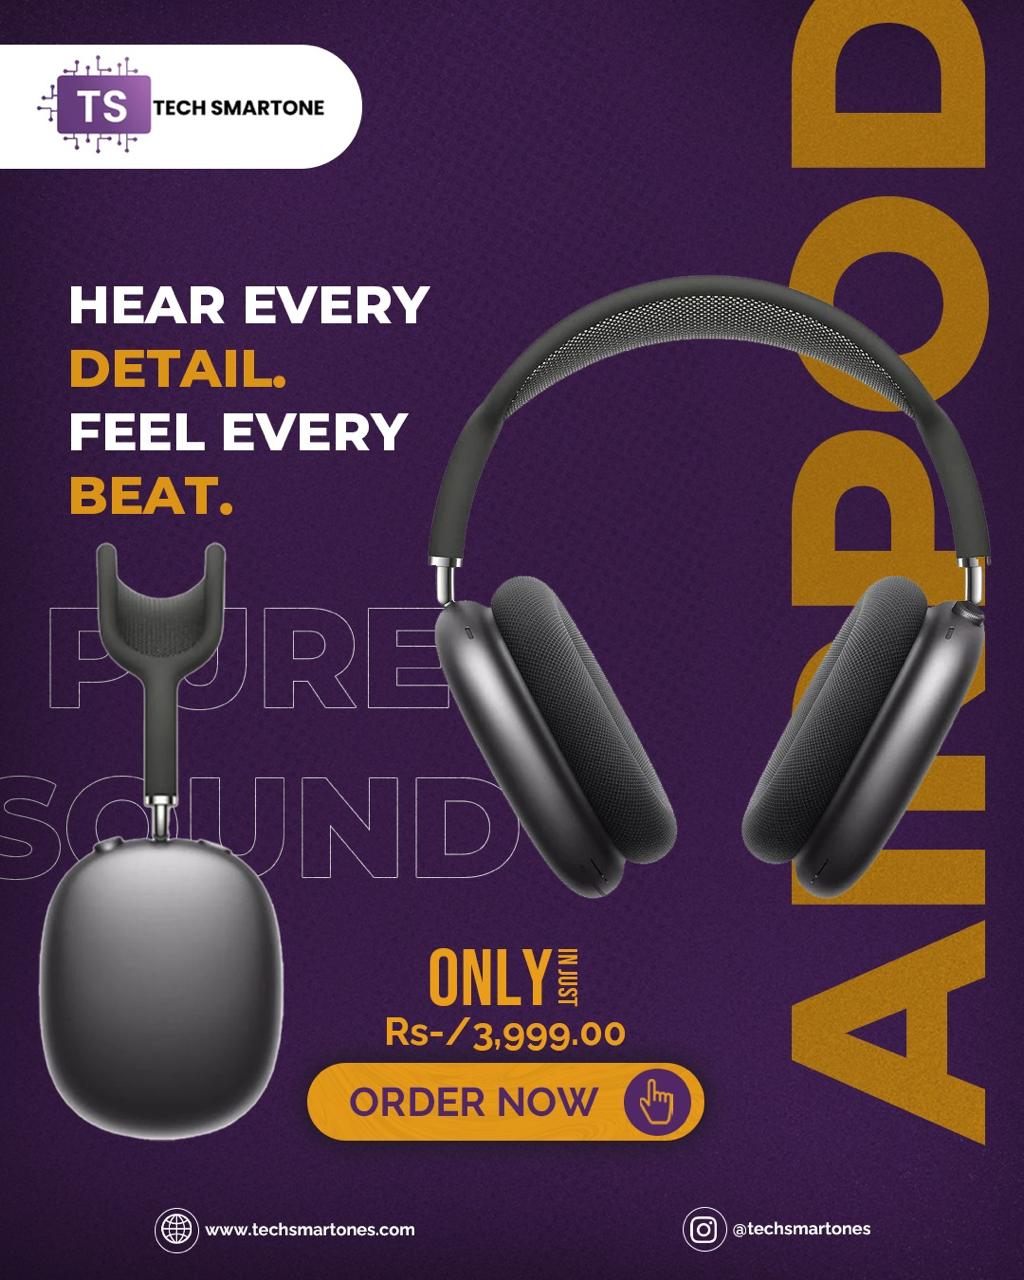 TS TECH SMARTONE
HEAR EVERY
DETAIL.
FEEL EVERY
BEAT.
PURE
SOUND
AIRPOD
ONLY IN JUST
Rs-/3,999.00
ORDER NOW
www.techsmartones.com
@techsmartones